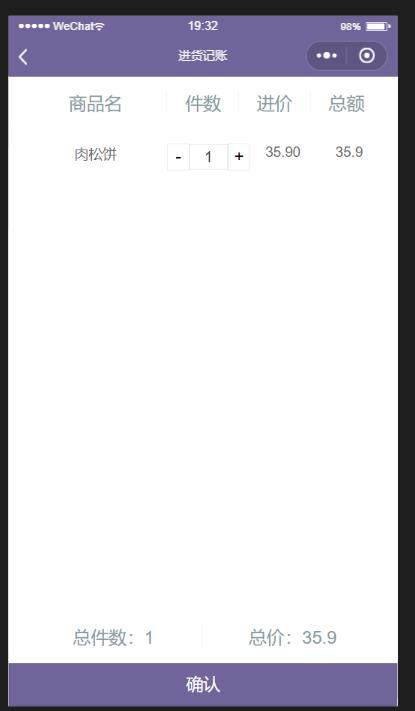 WeChat 19:32 98%
进货记账
商品名 件数 进价 总额
肉松饼 - 1 + 35.90 35.9
总件数：1 总价：35.9
确认